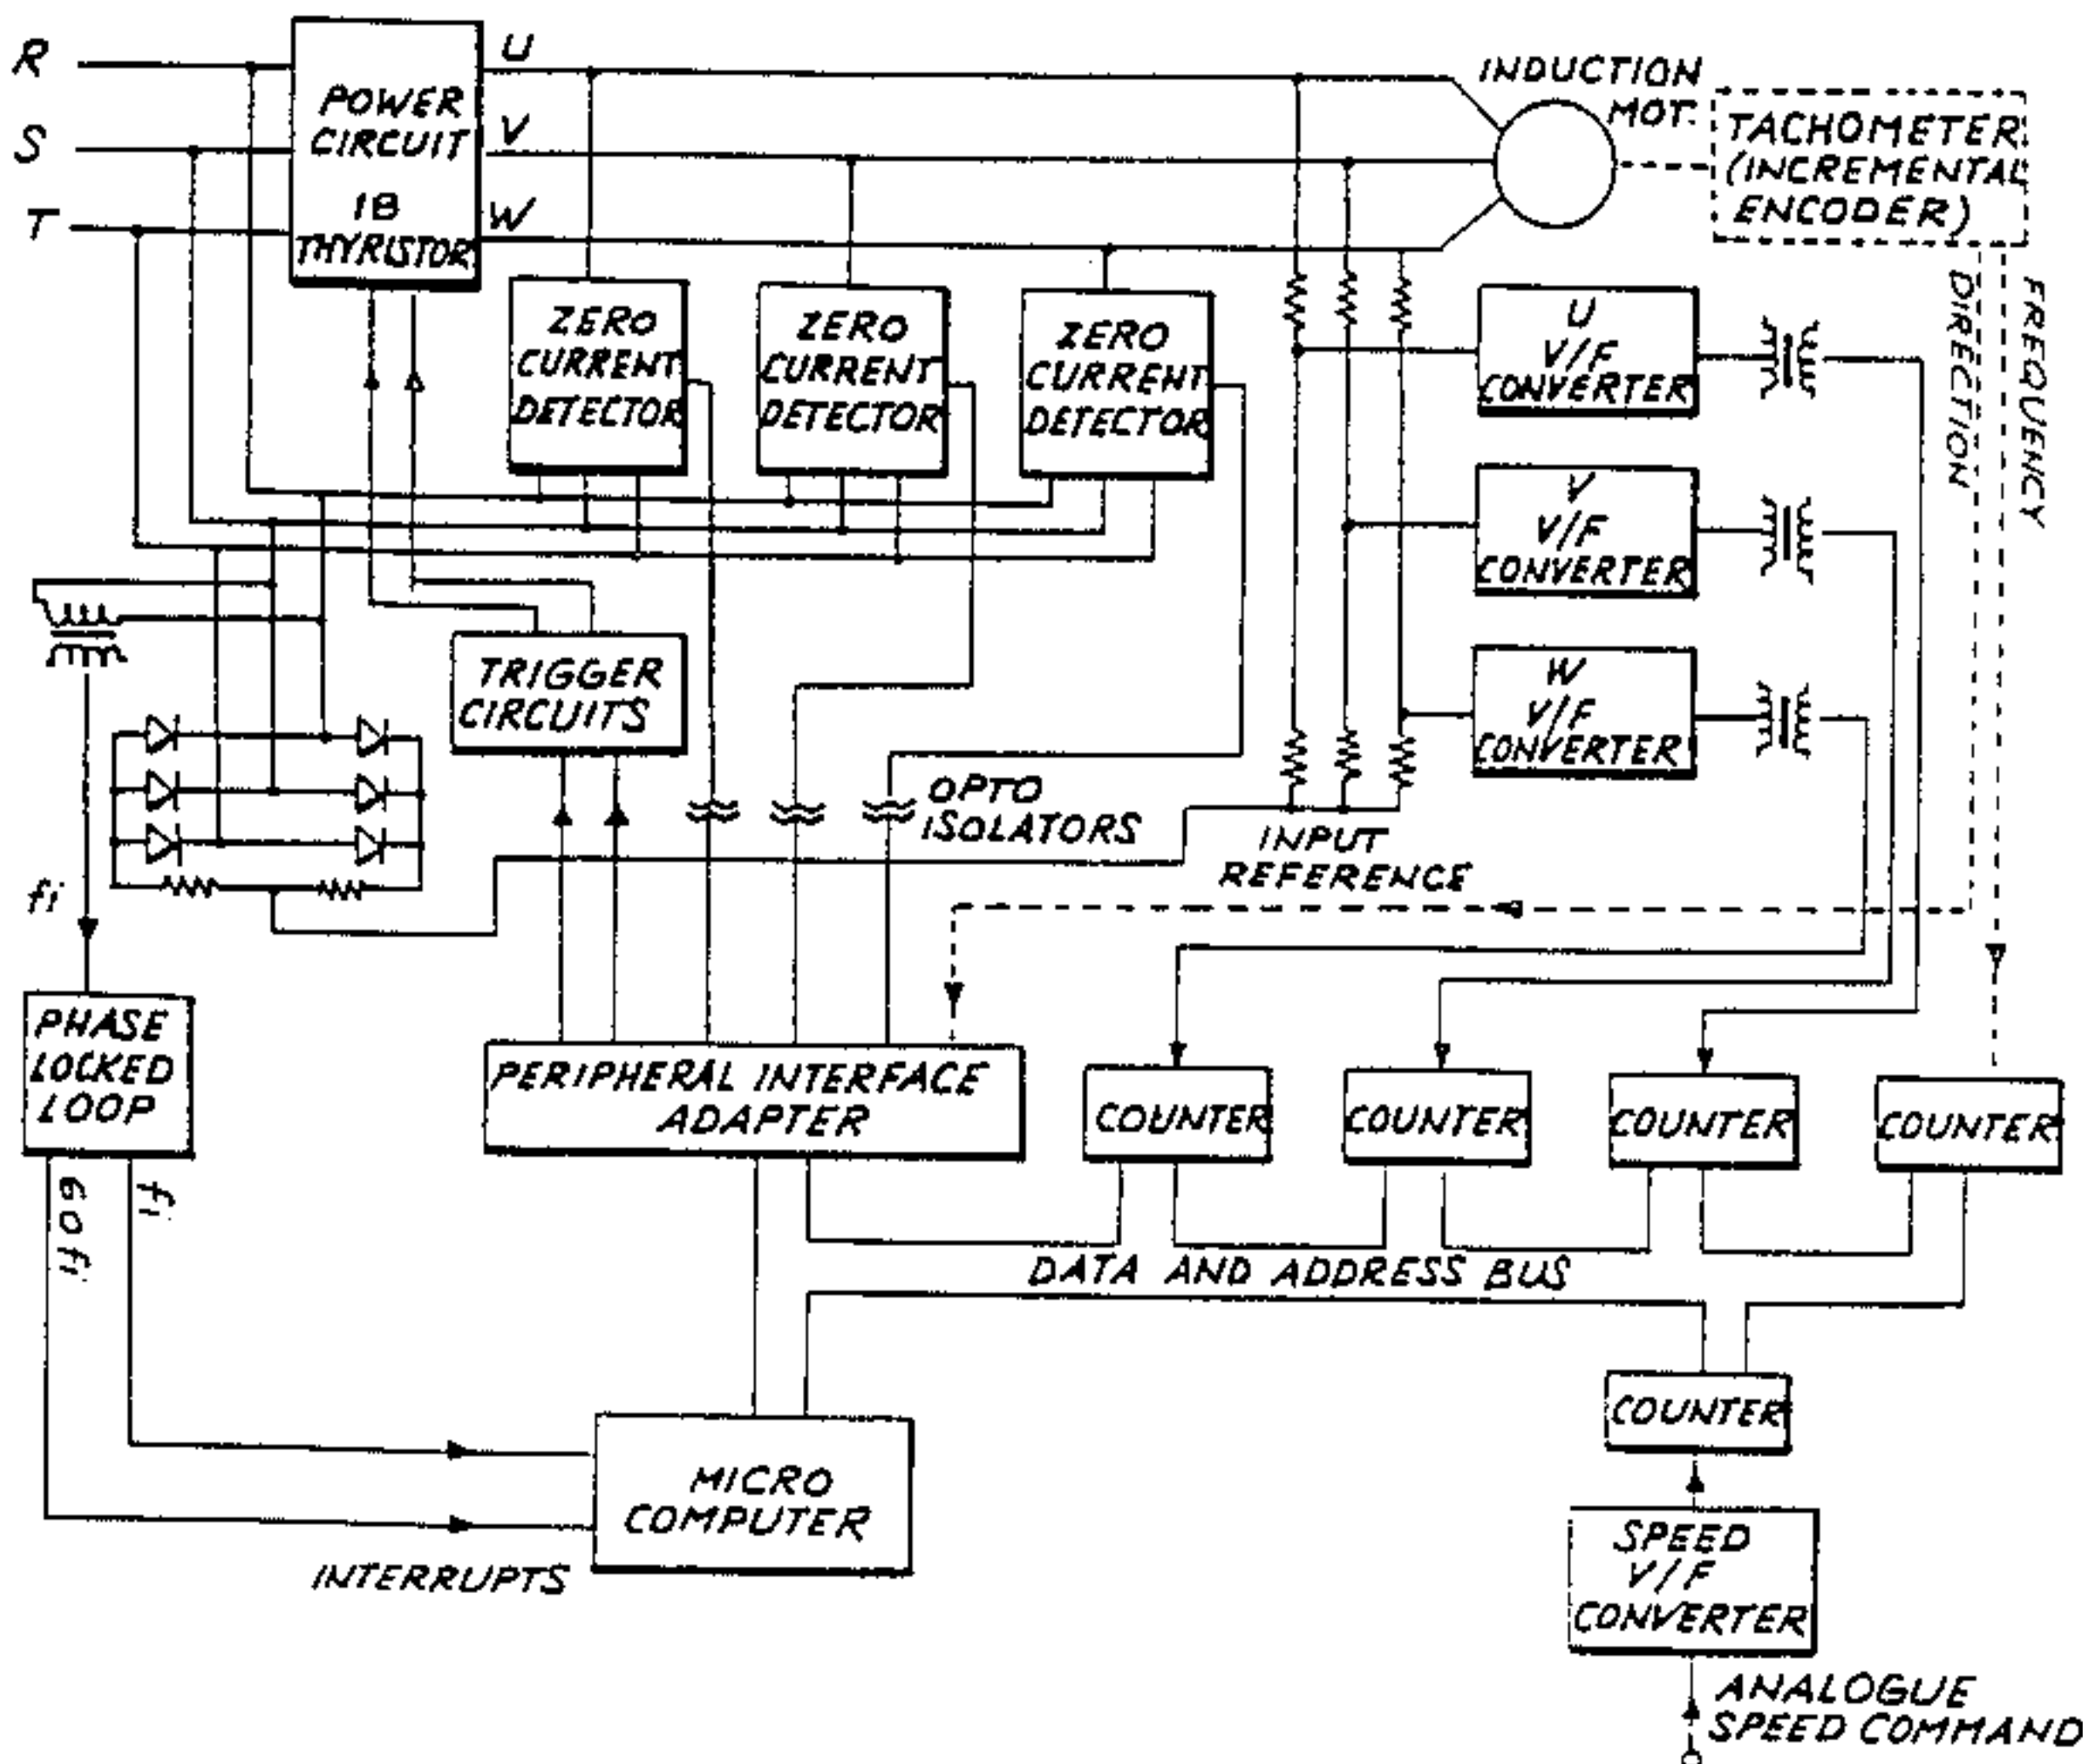 R
S
T
POWER
CIRCUIT
18
THYRISTOR
U
V
W
INDUCTION
MOT.
TACHOMETER
(INCREMENTAL
ENCODER)
DIRECTION
FREQUENCY
ZERO
CURRENT
DETECTOR
ZERO
CURRENT
DETECTOR
ZERO
CURRENT
DETECTOR
U
V/F
CONVERTER
V
V/F
CONVERTER
W
V/F
CONVERTER
TRIGGER
CIRCUITS
OPTO
ISOLATORS
INPUT
REFERENCE
fi
PHASE
LOCKED
LOOP
PERIPHERAL INTERFACE
ADAPTER
COUNTER
COUNTER
COUNTER
COUNTER
60 fi
fi
DATA AND ADDRESS BUS
COUNTER
MICRO
COMPUTER
INTERRUPTS
SPEED
V/F
CONVERTER
ANALOGUE
SPEED COMMAND